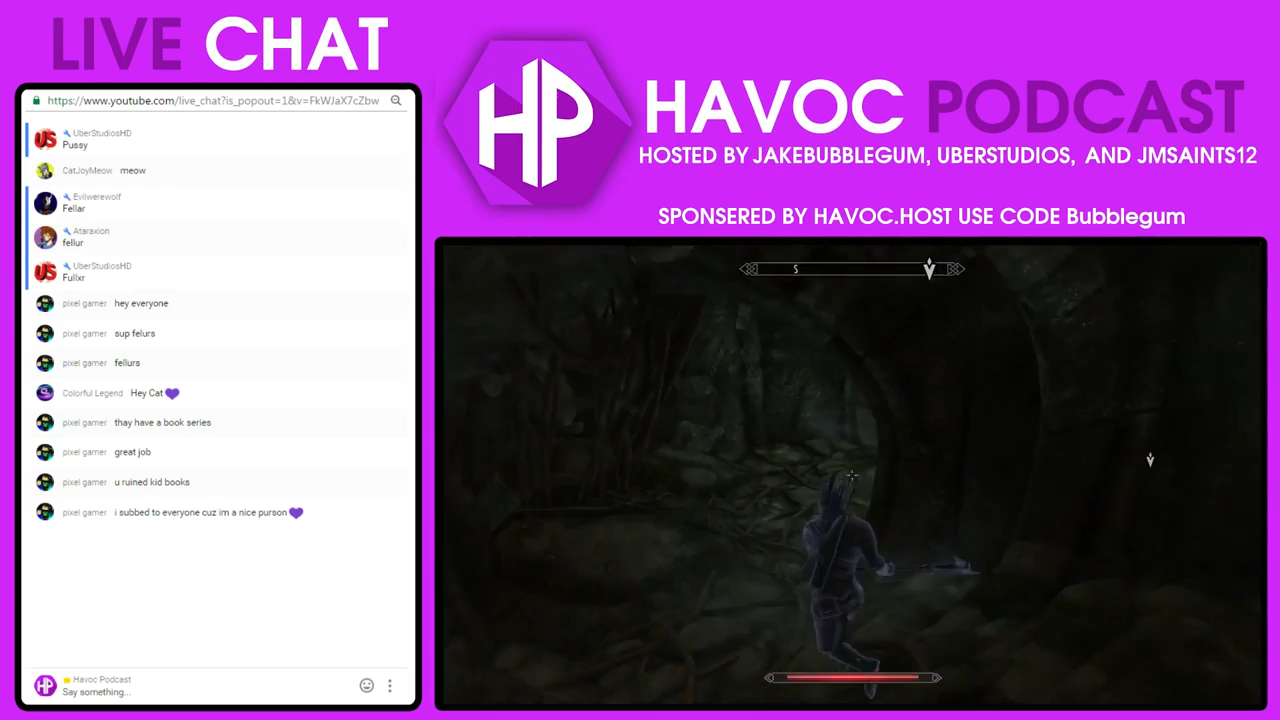 LIVE CHAT
https://www.youtube.com/live_chat?is_popout=1&v=FkWJaX7cZbw
US
UberStudiosHD
Pussy
CatJoyMeow meow
Evilwerewolf
Fellar
Ataraxion
fellur
US
UberStudiosHD
Fullxr
pixel gamer hey everyone
pixel gamer sup felurs
pixel gamer fellurs
Colorful Legend Hey Cat 💜
pixel gamer thay have a book series
pixel gamer great job
pixel gamer u ruined kid books
pixel gamer i subbed to everyone cuz im a nice purson 💜
HP
Havoc Podcast
Say something...
HP
HAVOC PODCAST
HOSTED BY JAKEBUBBLEGUM, UBERSTUDIOS, AND JMSAINTS12
SPONSERED BY HAVOC.HOST USE CODE Bubblegum
S